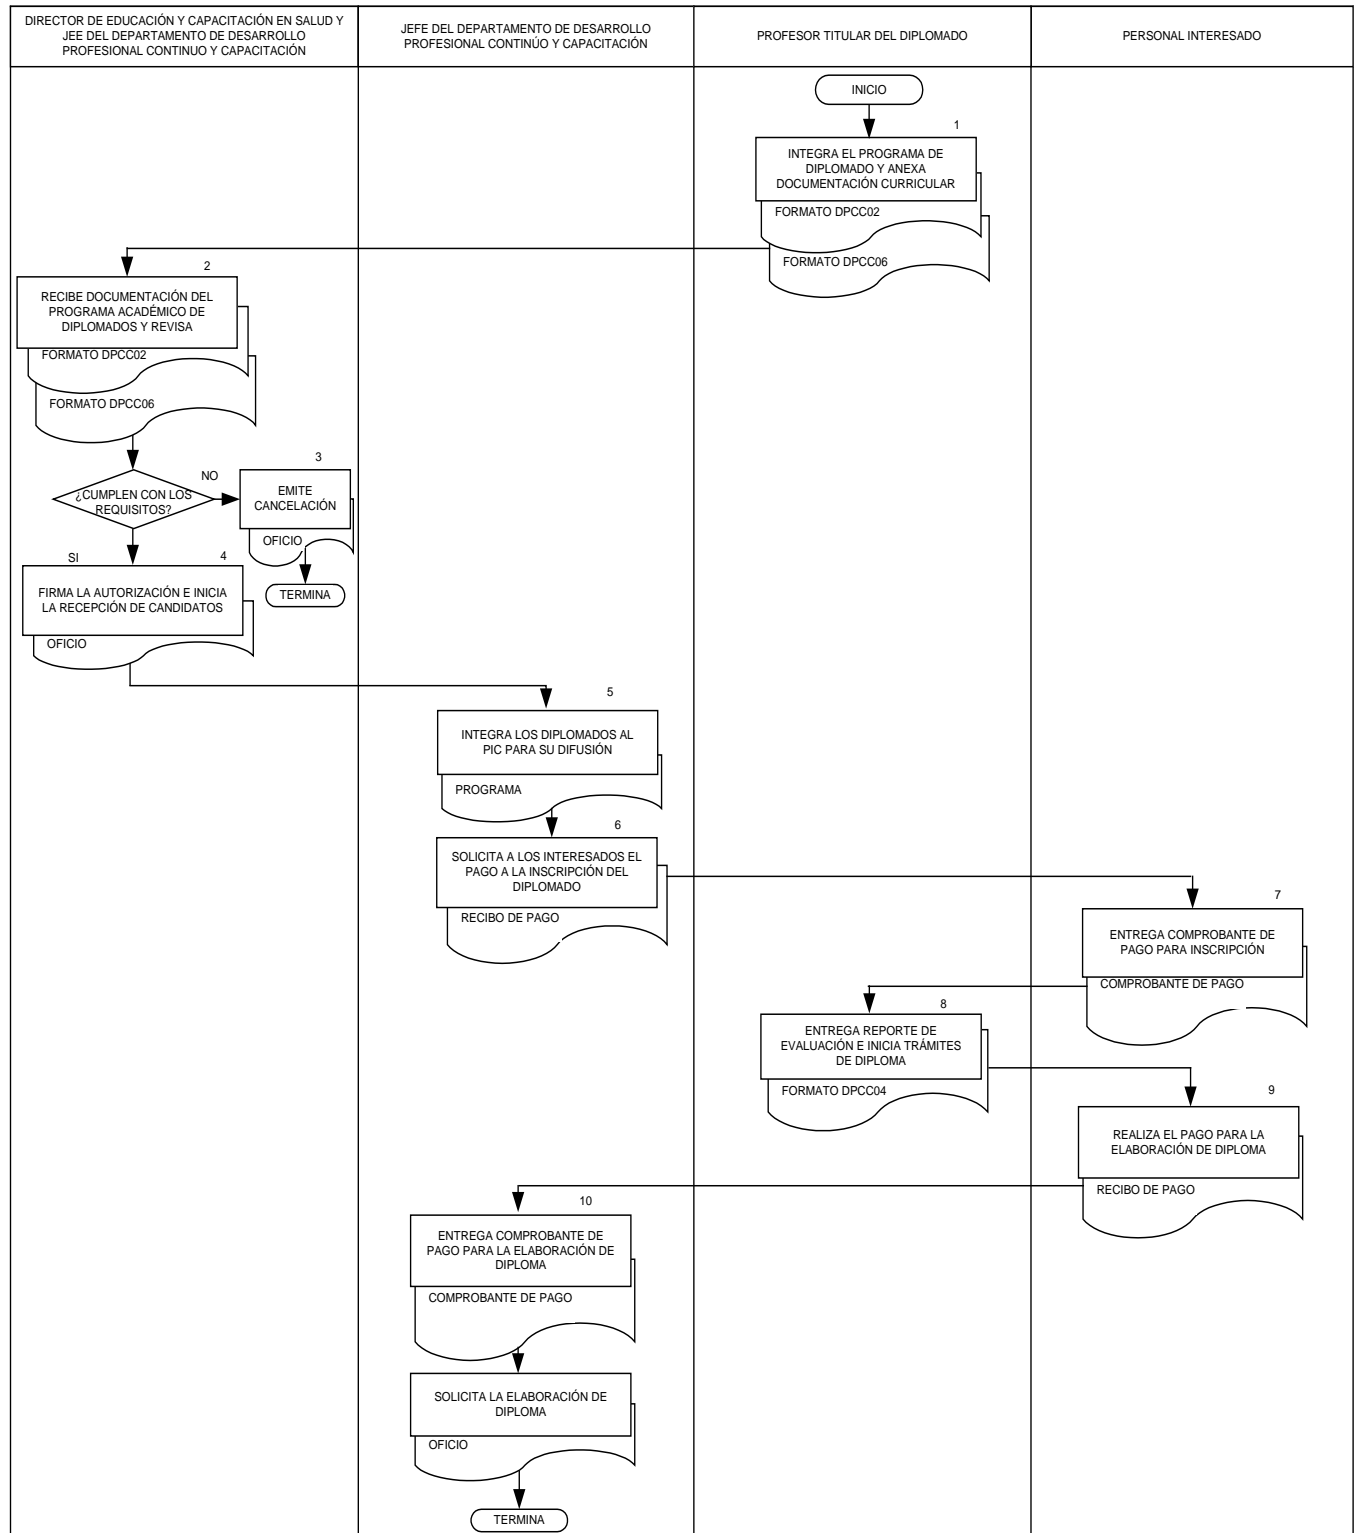 DIRECTOR DE EDUCACIÓN Y CAPACITACIÓN EN SALUD Y
JEE DEL DEPARTAMENTO DE DESARROLLO
PROFESIONAL CONTINUO Y CAPACITACIÓN
JEFE DEL DEPARTAMENTO DE DESARROLLO
PROFESIONAL CONTINÚO Y CAPACITACIÓN
PROFESOR TITULAR DEL DIPLOMADO
PERSONAL INTERESADO
INICIO
1
INTEGRA EL PROGRAMA DE
DIPLOMADO Y ANEXA
DOCUMENTACIÓN CURRICULAR
FORMATO DPCC02
FORMATO DPCC06
2
RECIBE DOCUMENTACIÓN DEL
PROGRAMA ACADÉMICO DE
DIPLOMADOS Y REVISA
FORMATO DPCC02
FORMATO DPCC06
¿CUMPLEN CON LOS
REQUISITOS?
NO
3
EMITE
CANCELACIÓN
OFICIO
TERMINA
SI
4
FIRMA LA AUTORIZACIÓN E INICIA
LA RECEPCIÓN DE CANDIDATOS
OFICIO
5
INTEGRA LOS DIPLOMADOS AL
PIC PARA SU DIFUSIÓN
PROGRAMA
6
SOLICITA A LOS INTERESADOS EL
PAGO A LA INSCRIPCIÓN DEL
DIPLOMADO
RECIBO DE PAGO
7
ENTREGA COMPROBANTE DE
PAGO PARA INSCRIPCIÓN
COMPROBANTE DE PAGO
8
ENTREGA REPORTE DE
EVALUACIÓN E INICIA TRÁMITES
DE DIPLOMA
FORMATO DPCC04
9
REALIZA EL PAGO PARA LA
ELABORACIÓN DE DIPLOMA
RECIBO DE PAGO
10
ENTREGA COMPROBANTE DE
PAGO PARA LA ELABORACIÓN DE
DIPLOMA
COMPROBANTE DE PAGO
SOLICITA LA ELABORACIÓN DE
DIPLOMA
OFICIO
TERMINA